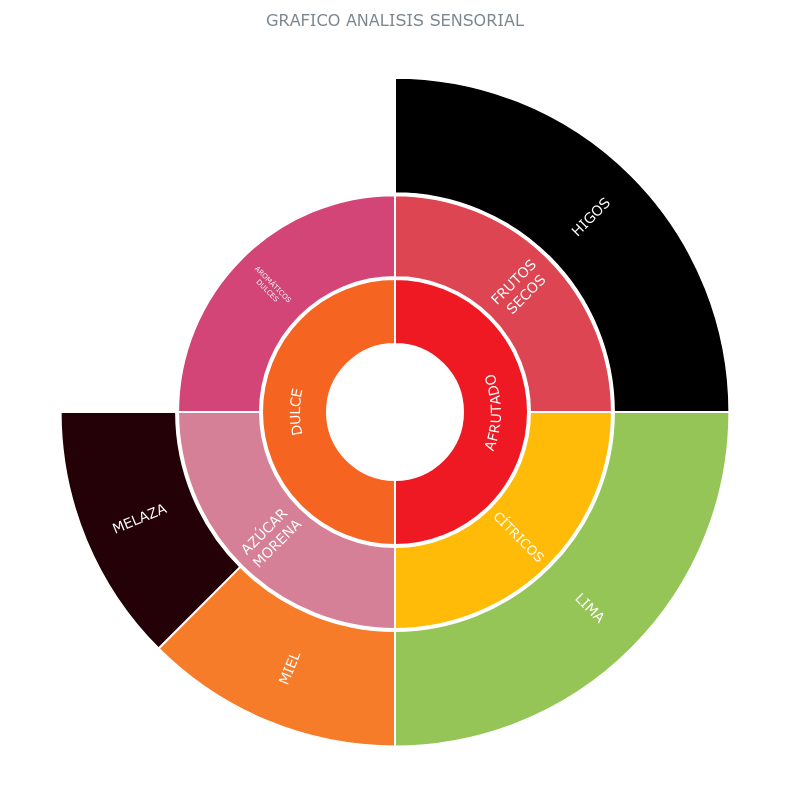 GRAFICO ANALISIS SENSORIAL
HIGOS
FRUTOS
SECOS
AROMÁTICOS
DULCES
DULCE
AFRUTADO
MELAZA
AZÚCAR
MORENA
CÍTRICOS
LIMA
MIEL